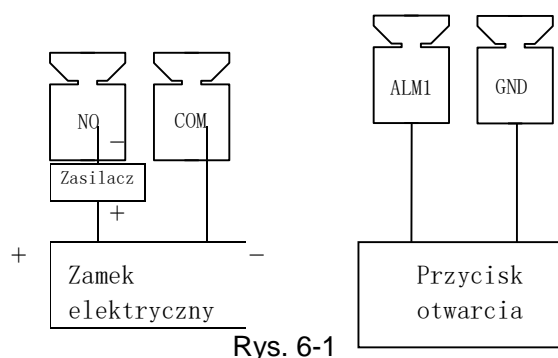 NO
COM
ALM1
GND
−
Zasilacz
+
+
−
Zamek
elektryczny
Przycisk
otwarcia
Rys. 6-1